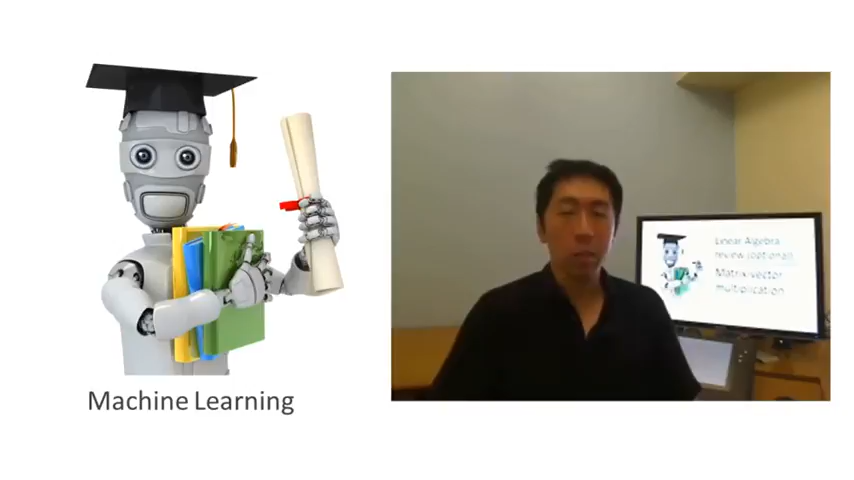 Machine Learning
Linear Algebra
review (optional)
Matrix-vector
multiplication